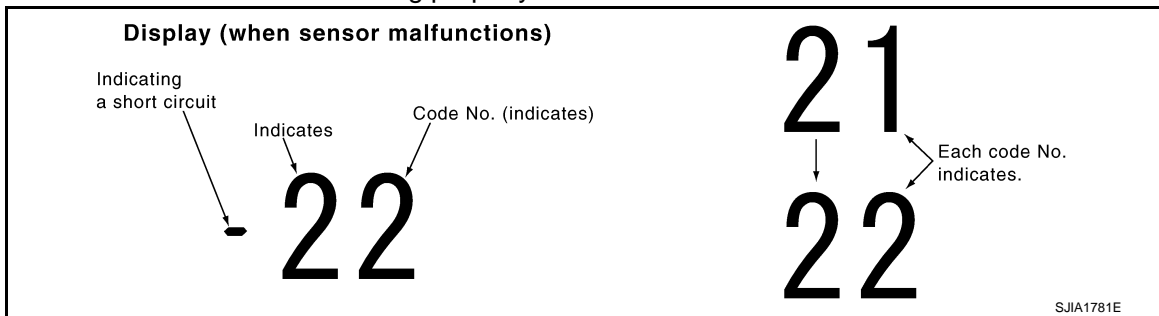 Display (when sensor malfunctions)
Indicating
a short circuit
Indicates
Code No. (indicates)
- 22
21
22
Each code No.
indicates.
SJIA1781E